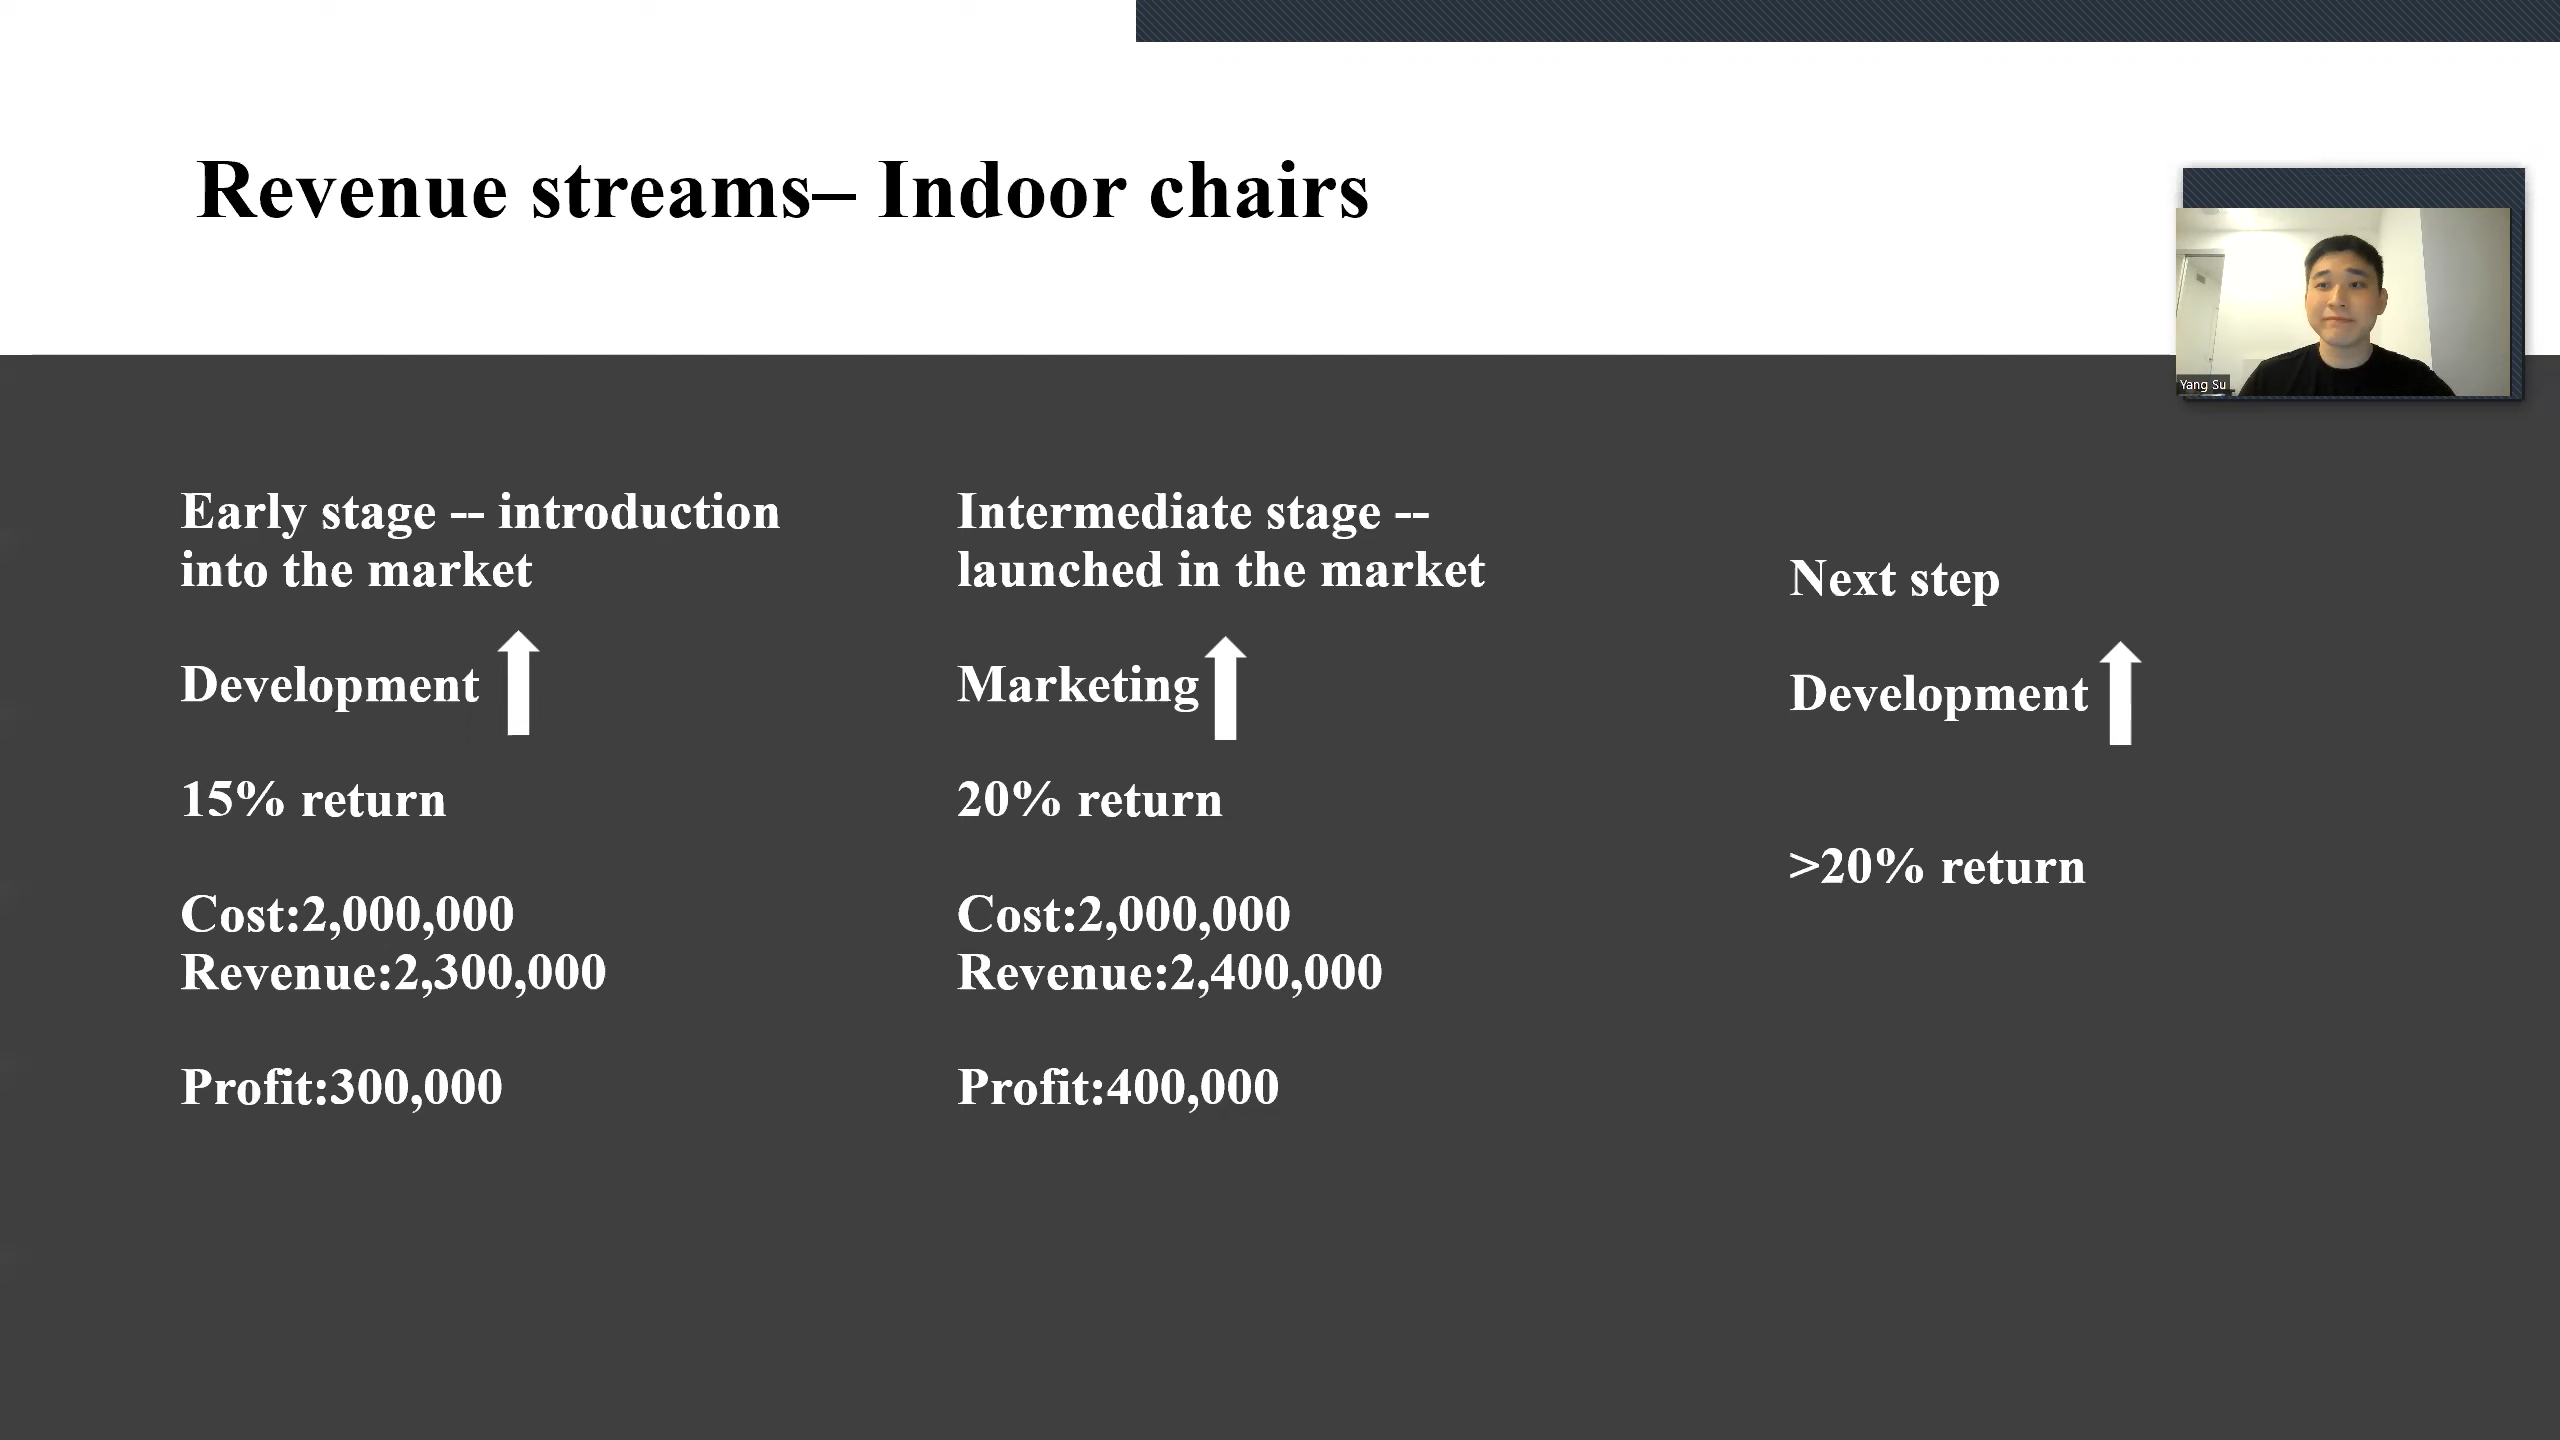 Revenue streams– Indoor chairs
Yang Su
Early stage -- introduction
into the market
Development
15% return
Cost:2,000,000
Revenue:2,300,000
Profit:300,000
Intermediate stage --
launched in the market
Marketing
20% return
Cost:2,000,000
Revenue:2,400,000
Profit:400,000
Next step
Development
>20% return